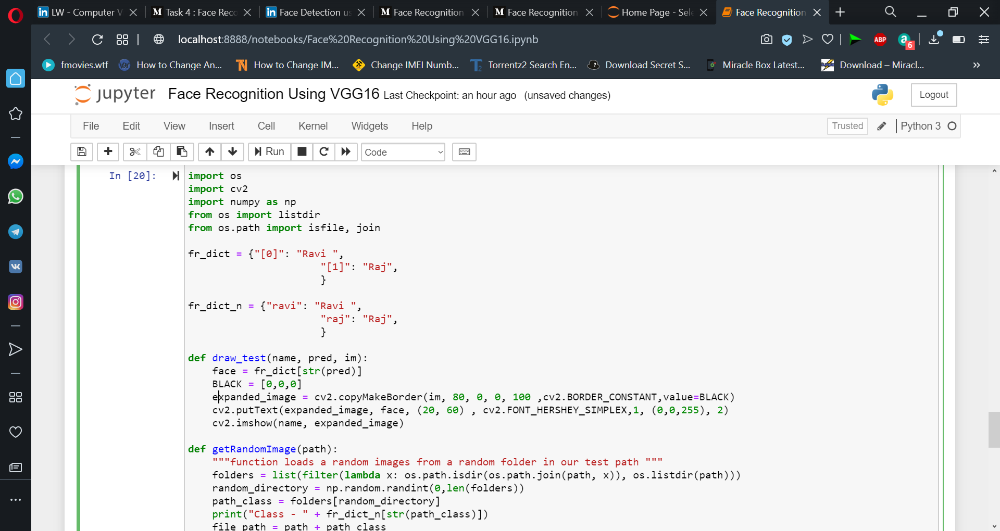 LW - Computer V
Task 4 : Face Reco
Face Detection us
Face Recognition
Face Recognition
Home Page - Sele
Face Recognition
localhost:8888/notebooks/Face%20Recognition%20Using%20VGG16.ipynb
ABP
a
6
fmovies.wtf
How to Change An...
How to Change IM...
Change IMEI Numb...
Torrentz2 Search En...
Download Secret S...
Miracle Box Latest...
Download – Miracl...
»
jupyter
Face Recognition Using VGG16 Last Checkpoint: an hour ago (unsaved changes)
Logout
File Edit View Insert Cell Kernel Widgets Help
Trusted
Python 3
Run
Code
In [20]:
import os
import cv2
import numpy as np
from os import listdir
from os.path import isfile, join
fr_dict = {"[0]": "Ravi ",
"[1]": "Raj",
}
fr_dict_n = {"ravi": "Ravi ",
"raj": "Raj",
}
def draw_test(name, pred, im):
face = fr_dict[str(pred)]
BLACK = [0,0,0]
expanded_image = cv2.copyMakeBorder(im, 80, 0, 0, 100 ,cv2.BORDER_CONSTANT,value=BLACK)
cv2.putText(expanded_image, face, (20, 60) , cv2.FONT_HERSHEY_SIMPLEX,1, (0,0,255), 2)
cv2.imshow(name, expanded_image)
def getRandomImage(path):
"""function loads a random images from a random folder in our test path """
folders = list(filter(lambda x: os.path.isdir(os.path.join(path, x)), os.listdir(path)))
random_directory = np.random.randint(0,len(folders))
path_class = folders[random_directory]
print("Class - " + fr_dict_n[str(path_class)])
file_path = path + path_class